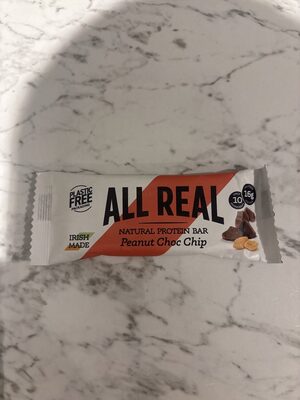 PLASTIC
FREE
ALL REAL
NATURAL PROTEIN BAR
Peanut Choc Chip
IRISH
MADE
10
15g